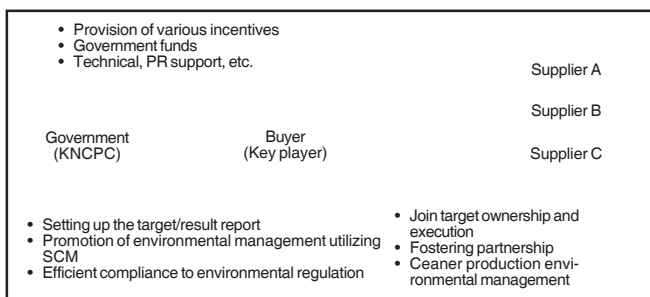 • Provision of various incentives
• Government funds
• Technical, PR support, etc.
Supplier A
Supplier B
Government
(KNCPC)
Buyer
(Key player)
Supplier C
• Setting up the target/result report
• Promotion of environmental management utilizing
SCM
• Efficient compliance to environmental regulation
• Join target ownership and
execution
• Fostering partnership
• Ceaner production envi-
ronmental management